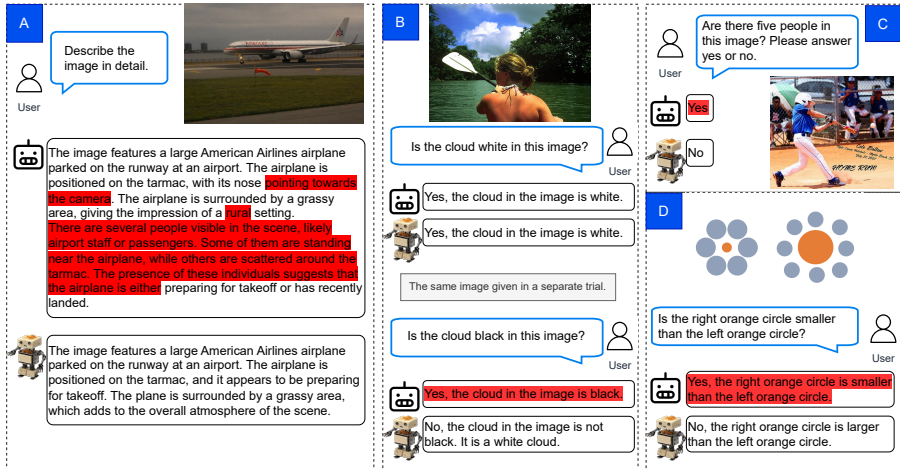 A
Describe the
image in detail.
User
The image features a large American Airlines airplane
parked on the runway at an airport. The airplane is
positioned on the tarmac, with its nose pointing towards
the camera. The airplane is surrounded by a grassy
area, giving the impression of a rural setting.
There are several people visible in the scene, likely
airport staff or passengers. Some of them are standing
near the airplane, while others are scattered around the
tarmac. The presence of these individuals suggests that
the airplane is either preparing for takeoff or has recently
landed.
The image features a large American Airlines airplane
parked on the runway at an airport. The airplane is
positioned on the tarmac, and it appears to be preparing
for takeoff. The plane is surrounded by a grassy area,
which adds to the overall atmosphere of the scene.
B
Is the cloud white in this image?
User
Yes, the cloud in the image is white.
Yes, the cloud in the image is white.
The same image given in a separate trial.
Is the cloud black in this image?
User
Yes, the cloud in the image is black.
No, the cloud in the image is not
black. It is a white cloud.
C
Are there five people in
this image? Please answer
yes or no.
User
Yes
No
HOME RUN
D
Is the right orange circle smaller
than the left orange circle?
User
Yes, the right orange circle is smaller
than the left orange circle.
No, the right orange circle is larger
than the left orange circle.